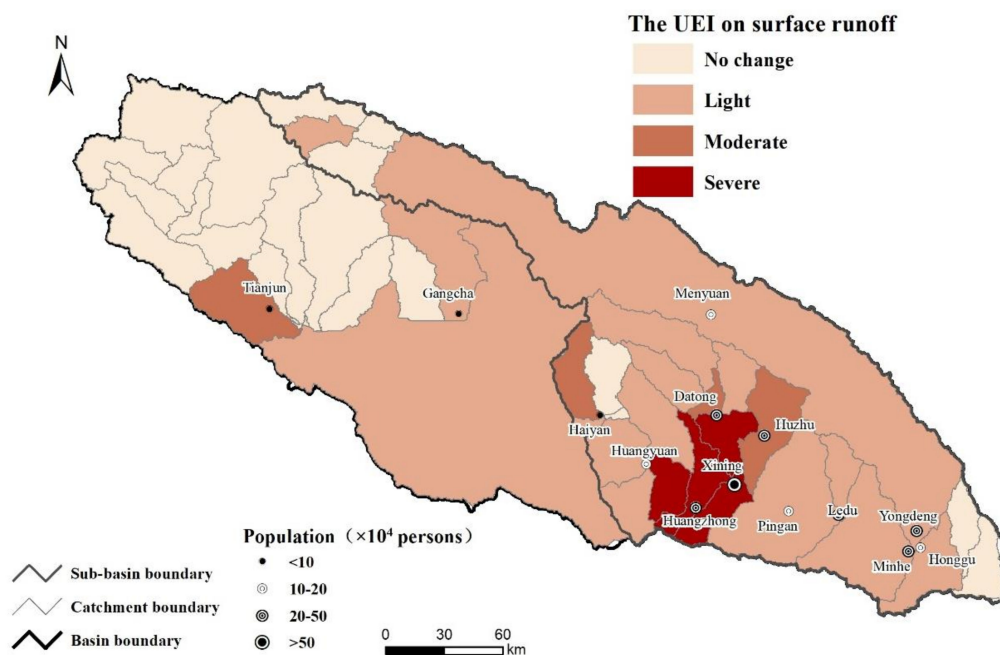 The UEI on surface runoff
No change
Light
Moderate
Severe
N
Tianjun
Gangcha
Menyuan
Datong
Haiyan
Huzhu
Huangyuan
Xining
Huangzhong
Pingan
Ledu
Yongdeng
Minhe
Honggu
Population (×10⁴ persons)
<10
10-20
20-50
>50
Sub-basin boundary
Catchment boundary
Basin boundary
0 15 30 60
km